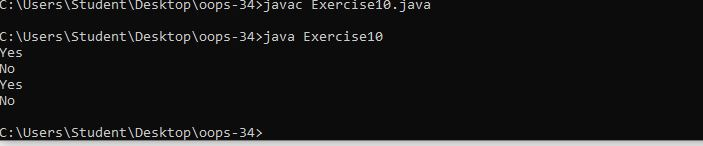 C:\Users\Student\Desktop\oops-34>javac Exercise10.java
C:\Users\Student\Desktop\oops-34>java Exercise10
Yes
No
Yes
No
C:\Users\Student\Desktop\oops-34>